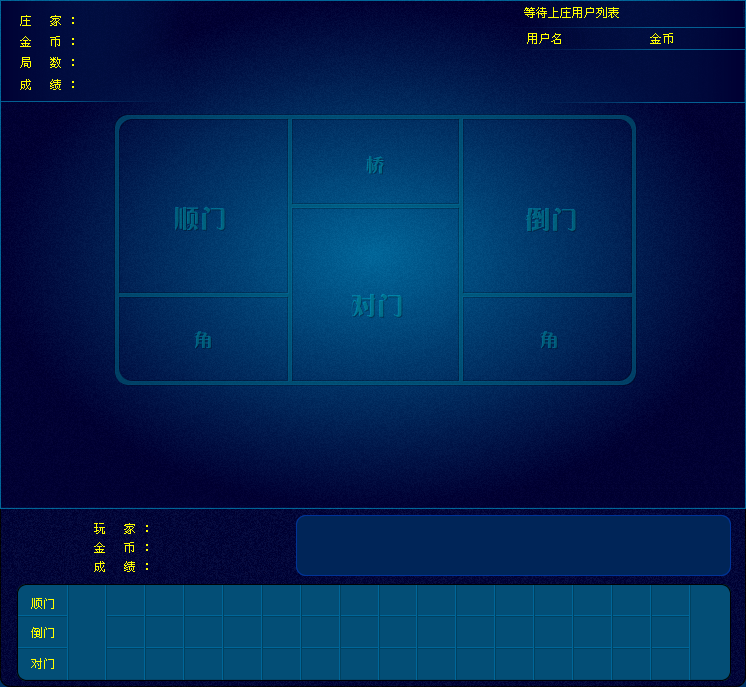 庄 家：
金 币：
局 数：
成 绩：
等待上庄用户列表
用户名 金币
桥
顺门 倒门
对门
角 角
玩 家：
金 币：
成 绩：
顺门
倒门
对门